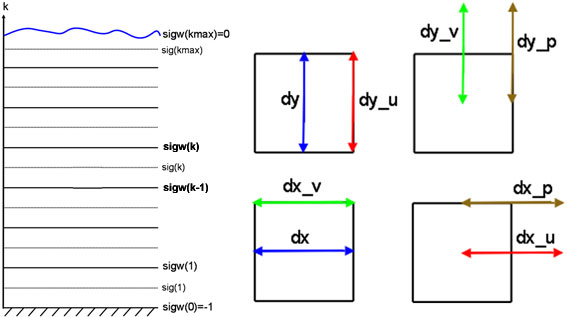 k
sigw(kmax)=0
sig(kmax)
sigw(k)
sig(k)
sigw(k-1)
sigw(1)
sig(1)
sigw(0)=-1
dy
dy_u
dy_v
dy_p
dx_v
dx
dx_p
dx_u